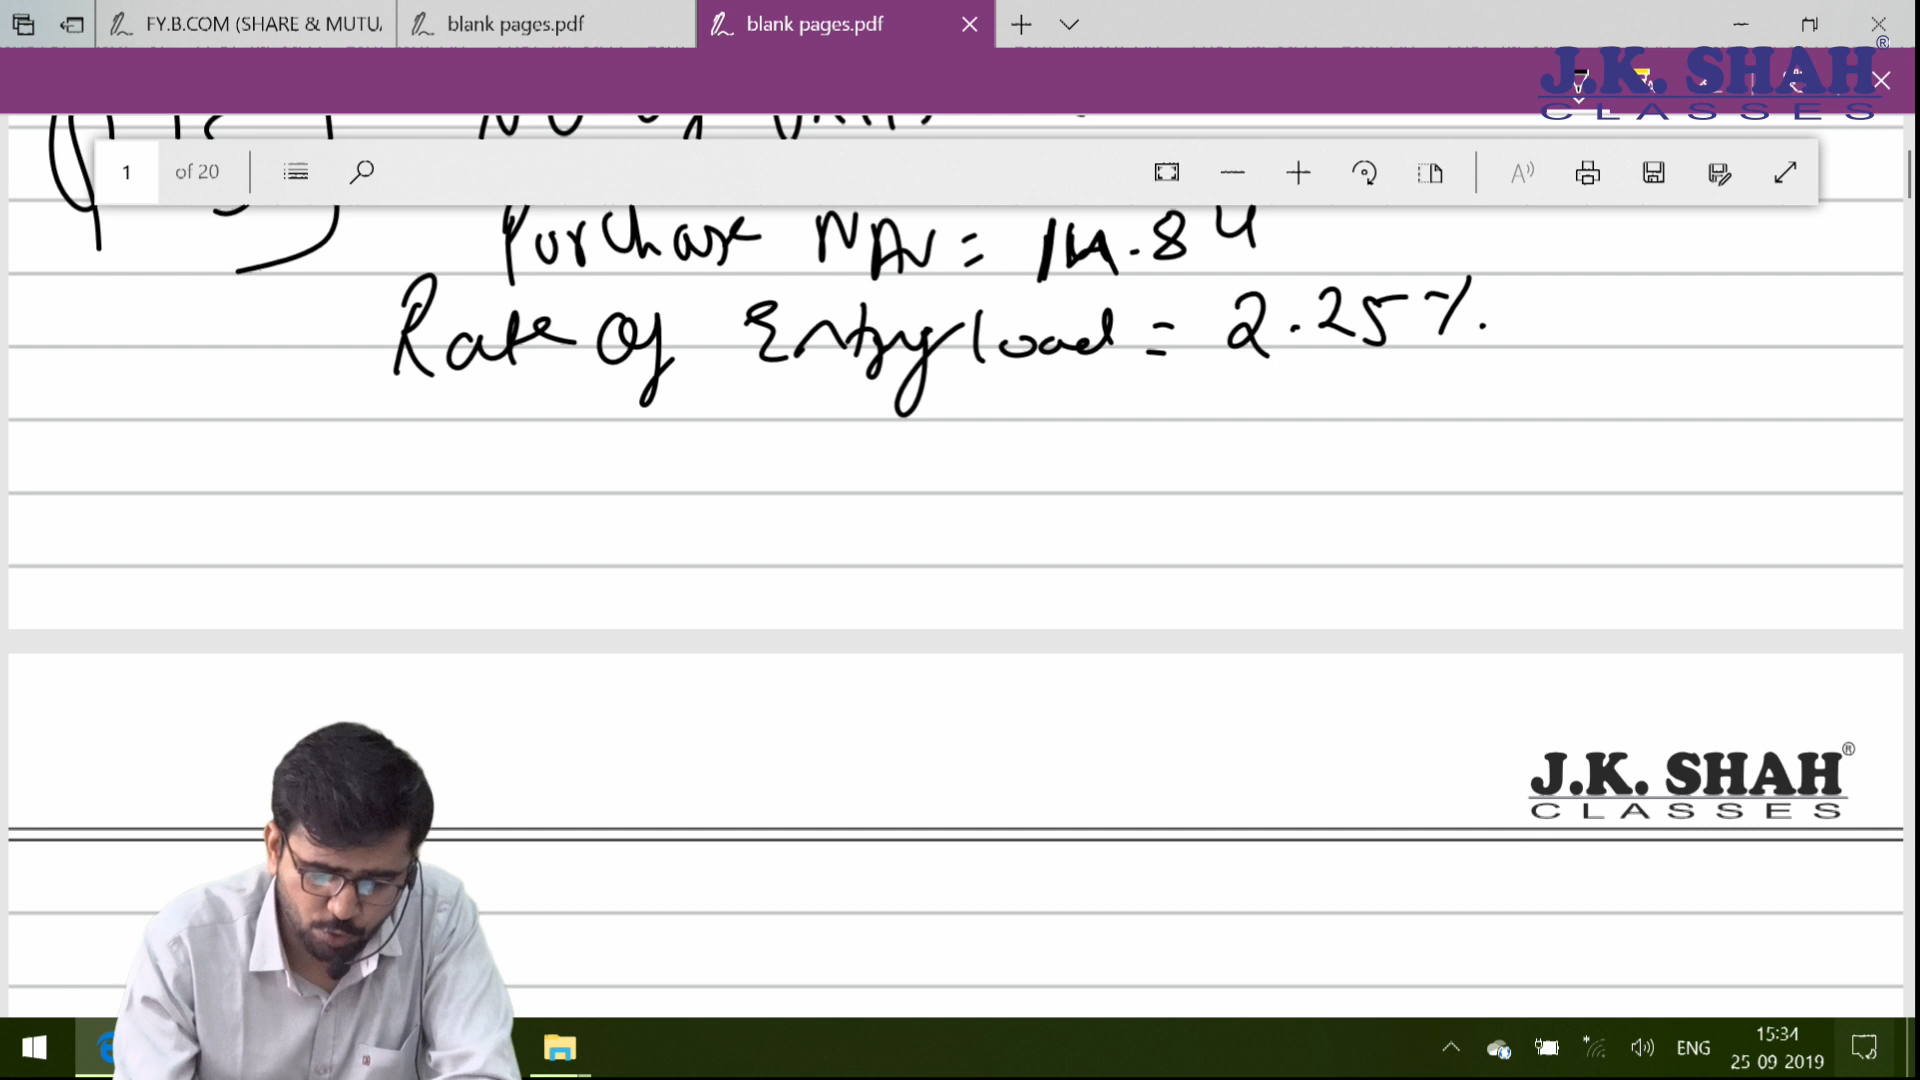 FY.B.COM (SHARE & MUTU
blank pages.pdf
blank pages.pdf
J.K. SHAH®
CLASSES
1 of 20
Purchase NAV = 14.84
Rate of Entry load = 2.25%.
J.K. SHAH®
CLASSES
ENG
15:34
25 09 2019